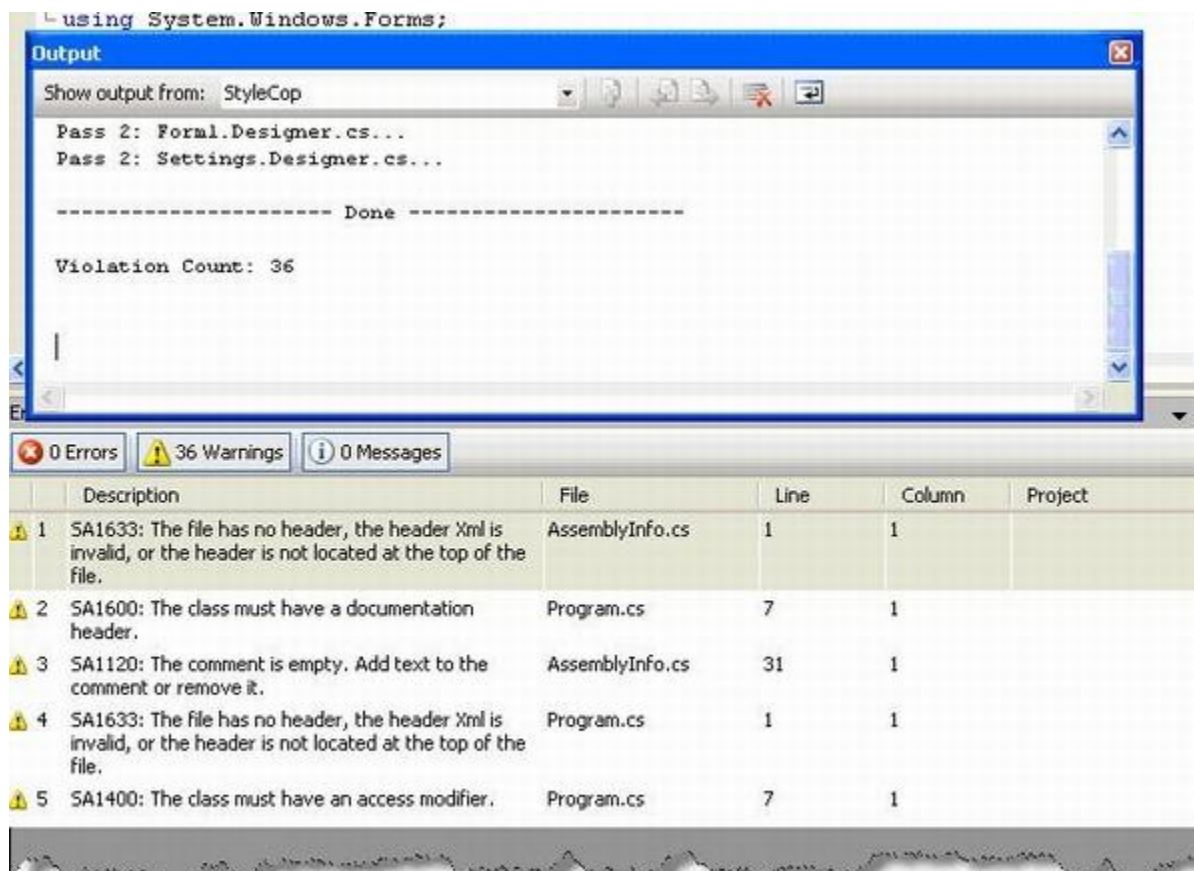 using System.Windows.Forms;
Output
Show output from: StyleCop
Pass 2: Form1.Designer.cs...
Pass 2: Settings.Designer.cs...
---------------------- Done ----------------------
Violation Count: 36
0 Errors 36 Warnings 0 Messages
Description File Line Column Project
1 SA1633: The file has no header, the header Xml is AssemblyInfo.cs 1 1
invalid, or the header is not located at the top of the
file.
2 SA1600: The class must have a documentation Program.cs 7 1
header.
3 SA1120: The comment is empty. Add text to the AssemblyInfo.cs 31 1
comment or remove it.
4 SA1633: The file has no header, the header Xml is Program.cs 1 1
invalid, or the header is not located at the top of the
file.
5 SA1400: The class must have an access modifier. Program.cs 7 1